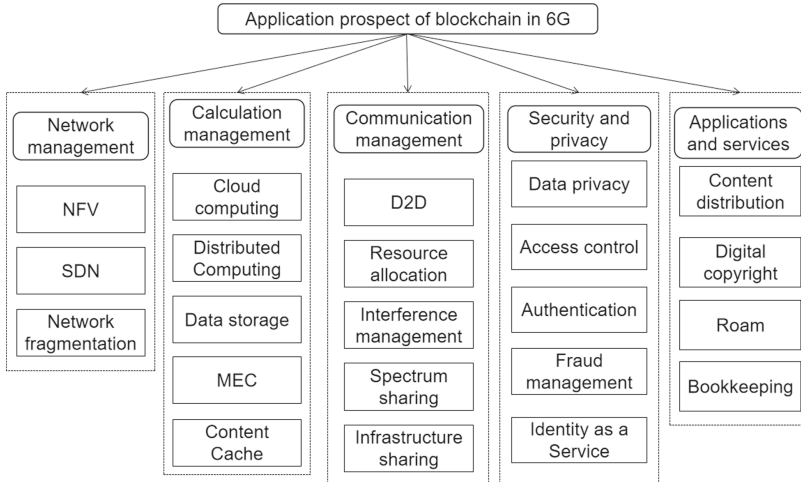 Application prospect of blockchain in 6G
Network
management
NFV
SDN
Network
fragmentation
Calculation
management
Cloud
computing
Distributed
Computing
Data storage
MEC
Content
Cache
Communication
management
D2D
Resource
allocation
Interference
management
Spectrum
sharing
Infrastructure
sharing
Security and
privacy
Data privacy
Access control
Authentication
Fraud
management
Identity as a
Service
Applications
and services
Content
distribution
Digital
copyright
Roam
Bookkeeping